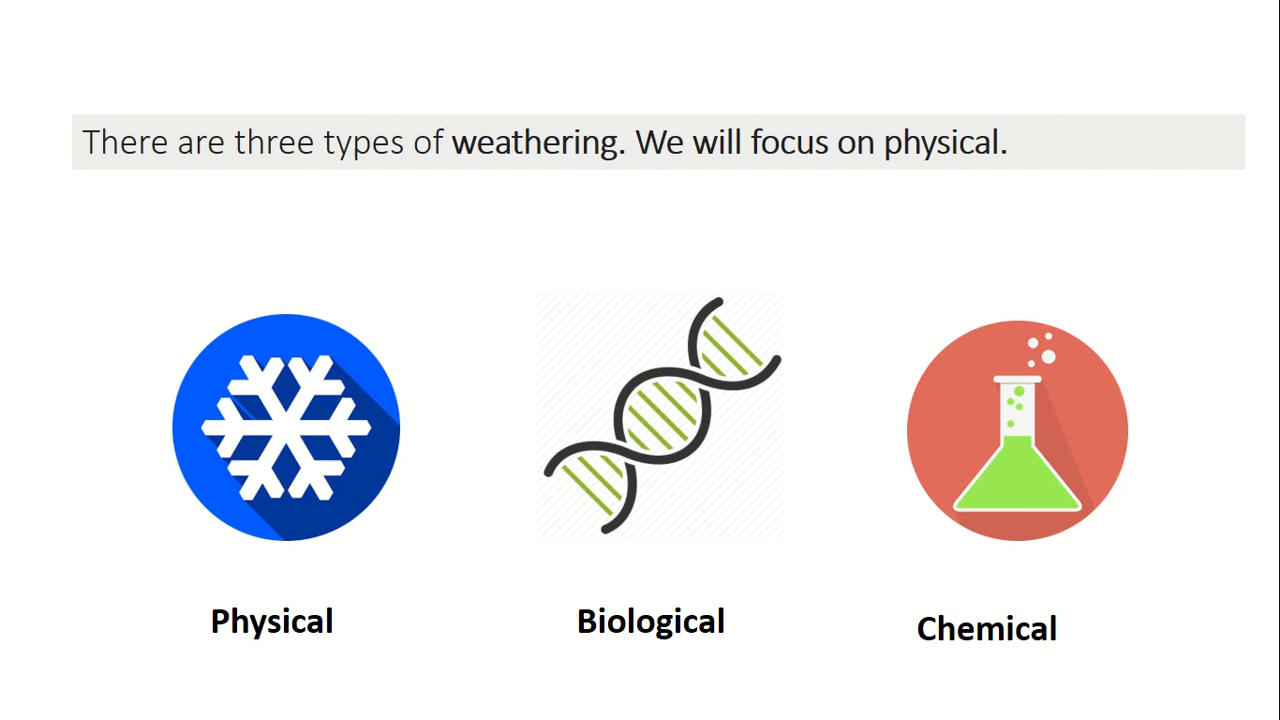 There are three types of weathering. We will focus on physical.
Physical
Biological
Chemical